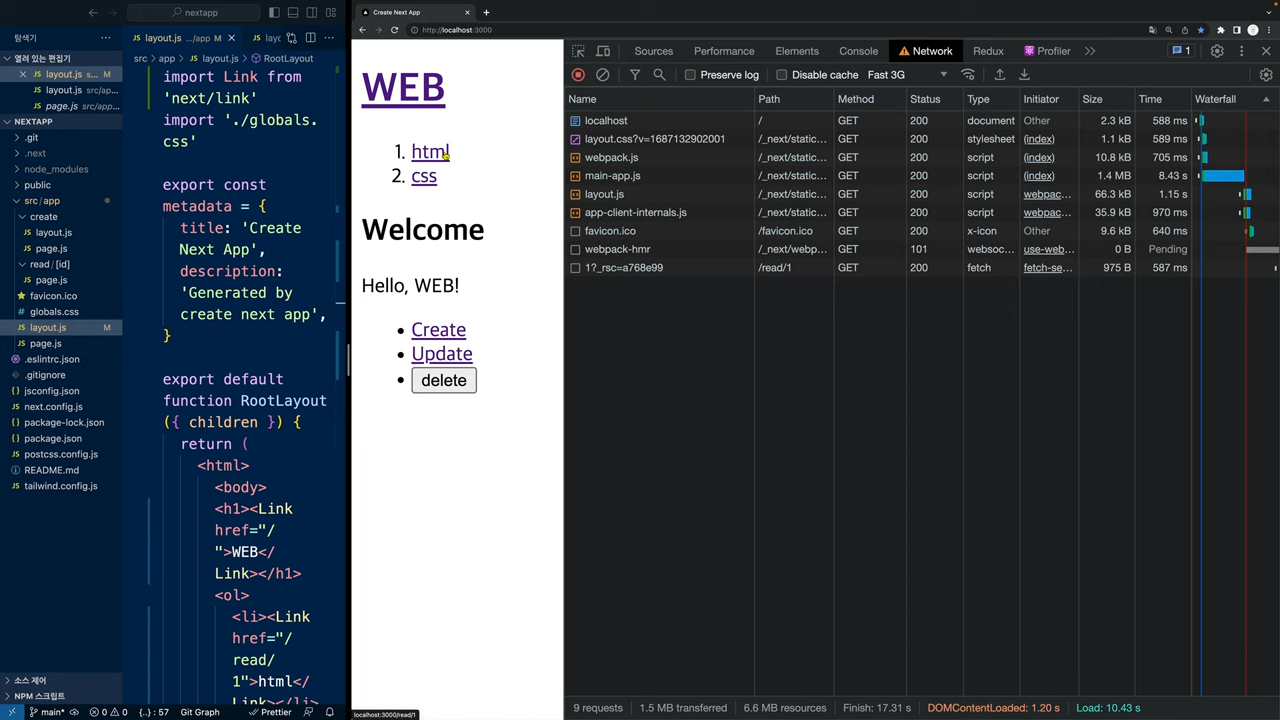 nextapp
Create Next App
http://localhost:3000
탐색기
열려 있는 편집기
layout.js s... M
layout.js src/ap...
page.js src/ap...
NEXTAPP
.git
.next
node_modules
public
src/app
create
layout.js
page.js
read / [id]
page.js
favicon.ico
globals.css
layout.js M
page.js
.eslintrc.json
.gitignore
jsconfig.json
next.config.js
package-lock.json
package.json
postcss.config.js
README.md
tailwind.config.js
소스 제어
MYSQL
NPM 스크립트
main*
0 0
{..}: 57
Git Graph
Prettier
layout.js .../app M
layc
src > app > layout.js > RootLayout
import Link from
'next/link'
import './globals.
css'
export const
metadata = {
title: 'Create
Next App',
description:
'Generated by
create next app',
}
export default
function RootLayout
({ children }) {
return (
<html>
<body>
<h1><Link
href="/
">WEB</
Link></h1>
<ol>
<li><Link
href="/
read/
1">html</
Link></li>
WEB
1. html
2. css
Welcome
Hello, WEB!
Create
Update
delete
localhost:3000/read/1
Sources Performance Elements Console Network Redux Profiler 1
Preserve log Disable cache Fast 3G
Name Path Method Status Type Initiator Size Time Waterfall
localhost / GET 200 document Other 2.3 kB 588 ms
layout.css?v=1687132902001 /_next/static... GET 200 stylesheet (index) 1.1 kB 589 ms
webpack.js /_next/static... GET 200 script (index) 10.8 kB 705 ms
main-app.js /_next/static... GET 200 script (index) 1.4 MB 8.43 s
layout.js /_next/static... GET 200 script webpac... 66.3 kB 1.15 s
app-client-internals.js /_next/static... GET 200 script webpac... 35.1 kB 970 ms
favicon.ico /favicon.ico GET 200 x-icon Other 26.3 kB 640 ms
webpack-hmr /_next/webp... GET 101 websoc... use-web... 0 B Pending
1?_rsc=a768e99 /read/1 GET 200 fetch fetch-se... 975 B 587 ms
9 requests 1.5 MB transferred 6.6 MB resources Finish: 17.31 s DOMContentLoaded: 1.20 s Load: 10.43 s